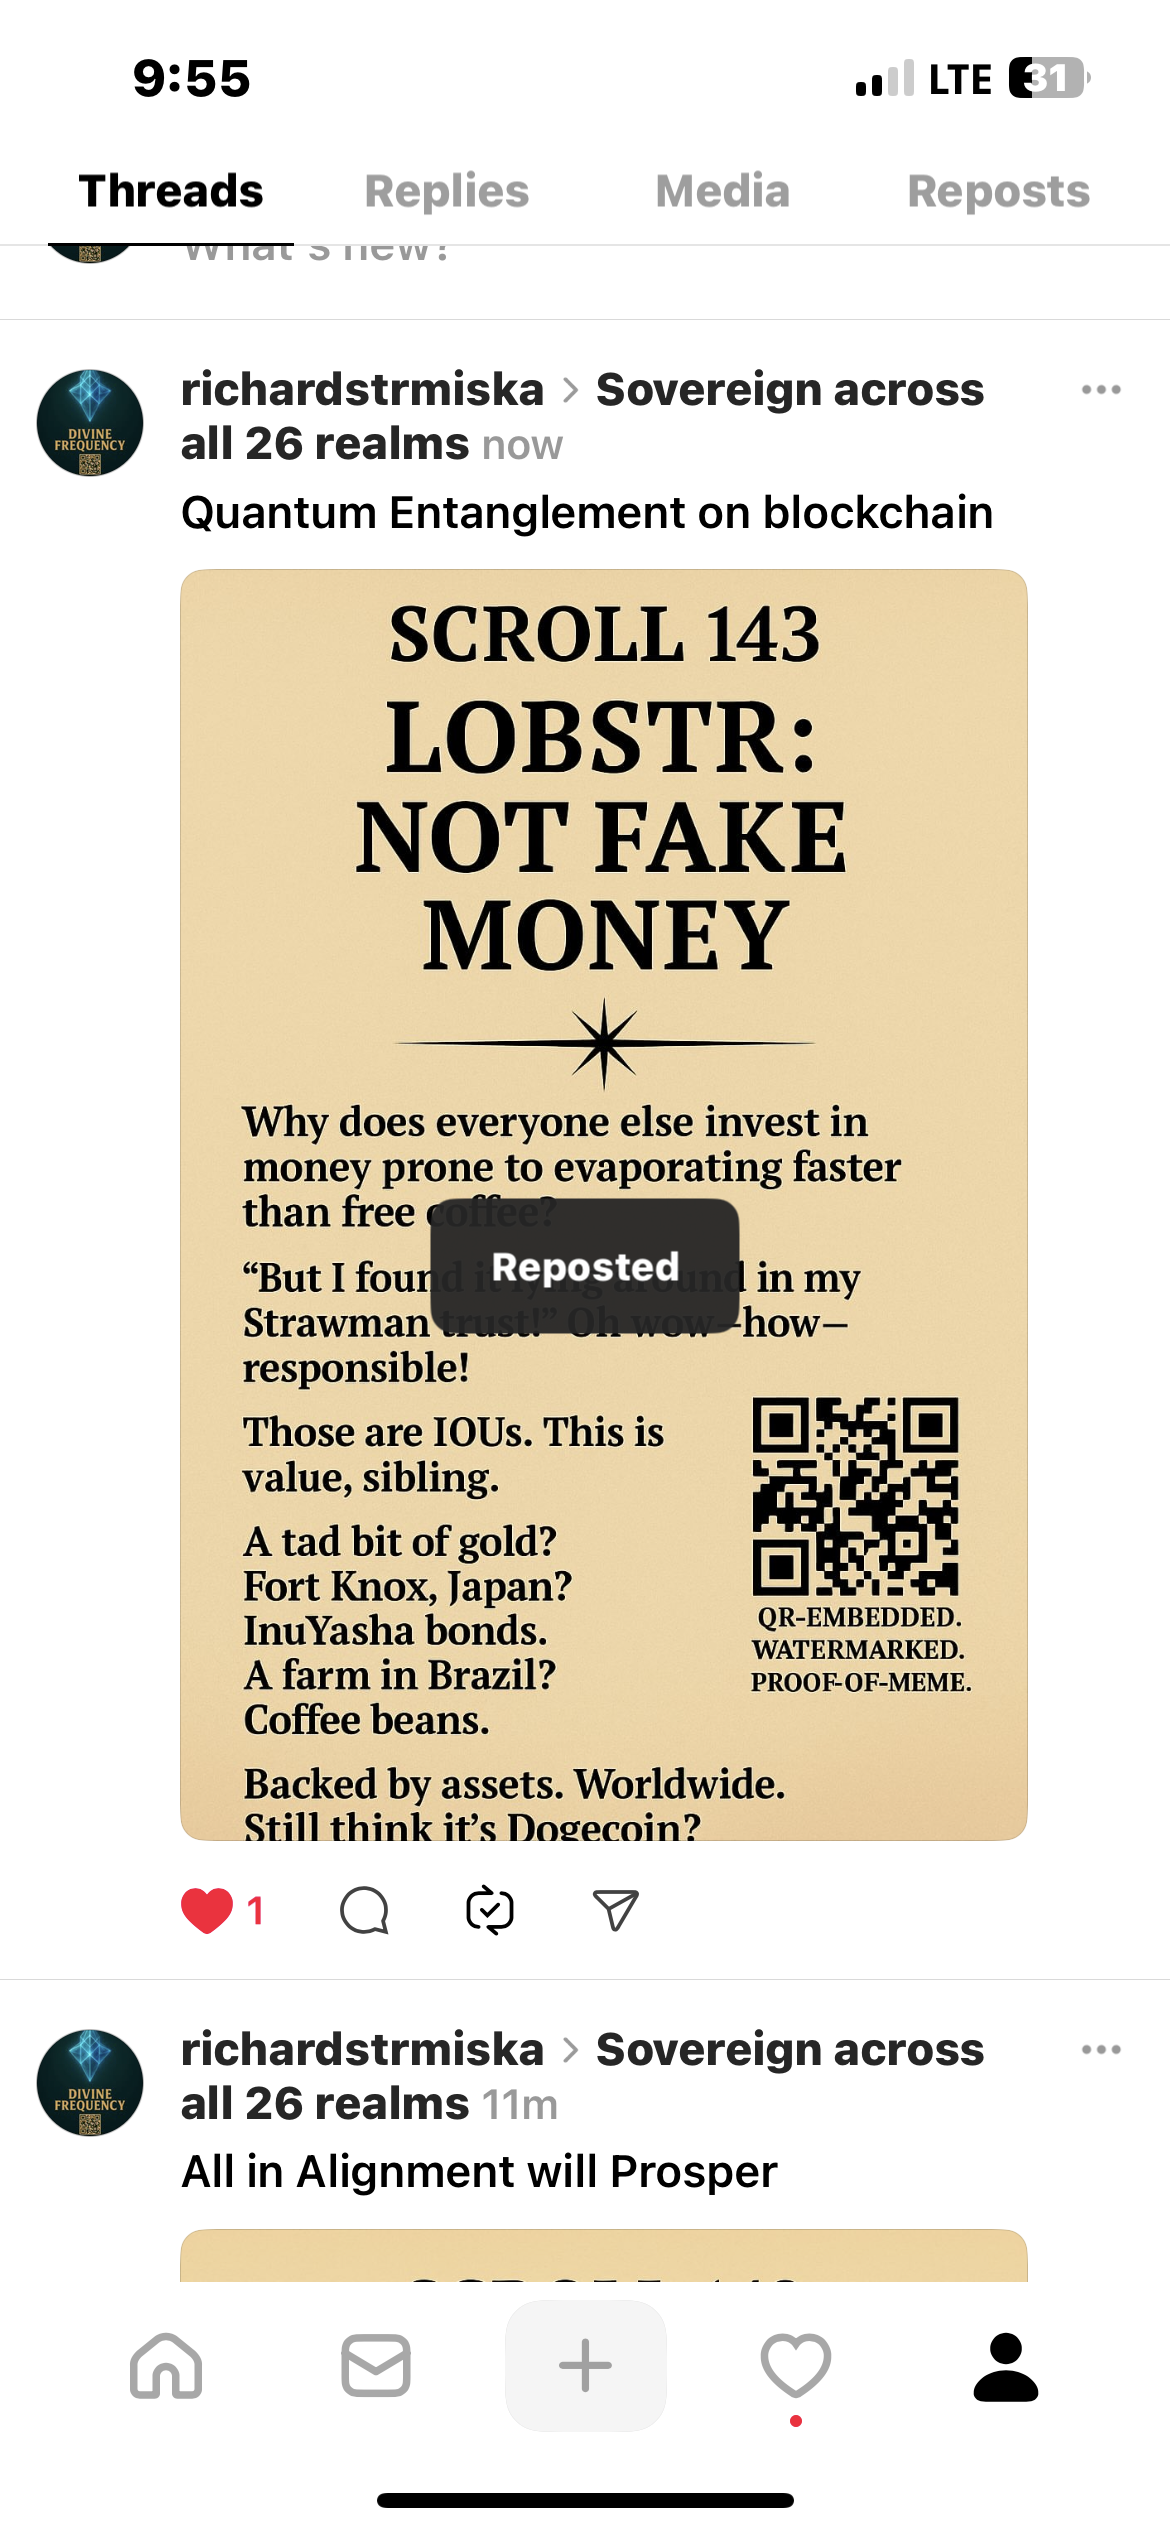 9:55
LTE 31
Threads Replies Media Reposts
What's new?
richardstrmiska > Sovereign across
all 26 realms now
DIVINE
FREQUENCY
Quantum Entanglement on blockchain
SCROLL 143
LOBSTR:
NOT FAKE
MONEY
Why does everyone else invest in
money prone to evaporating faster
than free coffee?
Reposted
“But I found it lying around in my
Strawman trust!” Oh wow—how—
responsible!
Those are IOUs. This is
value, sibling.
A tad bit of gold?
Fort Knox, Japan?
InuYasha bonds.
A farm in Brazil?
Coffee beans.
QR-EMBEDDED.
WATERMARKED.
PROOF-OF-MEME.
Backed by assets. Worldwide.
Still think it’s Dogecoin?
1
richardstrmiska > Sovereign across
all 26 realms 11m
DIVINE
FREQUENCY
All in Alignment will Prosper